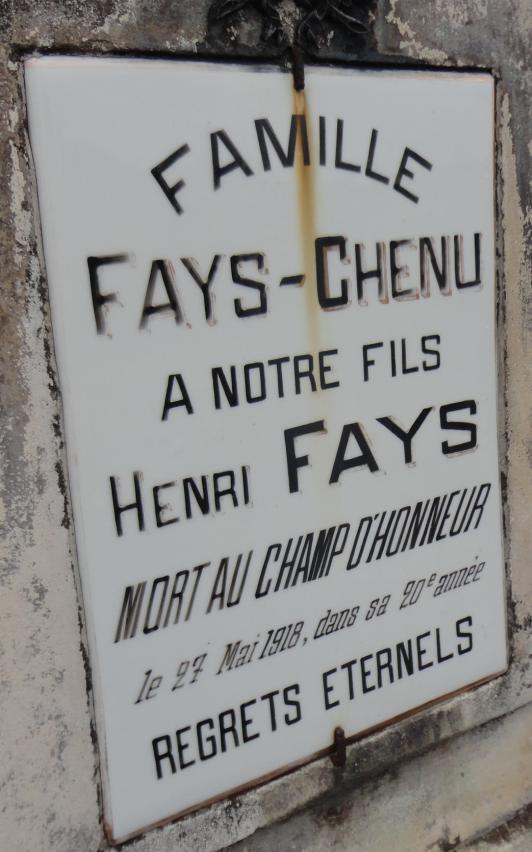 FAMILLE
FAYS-CHENU
A NOTRE FILS
HENRI FAYS
MORT AU CHAMP D'HONNEUR
le 27 Mai 1918, dans sa 20e année
REGRETS ETERNELS